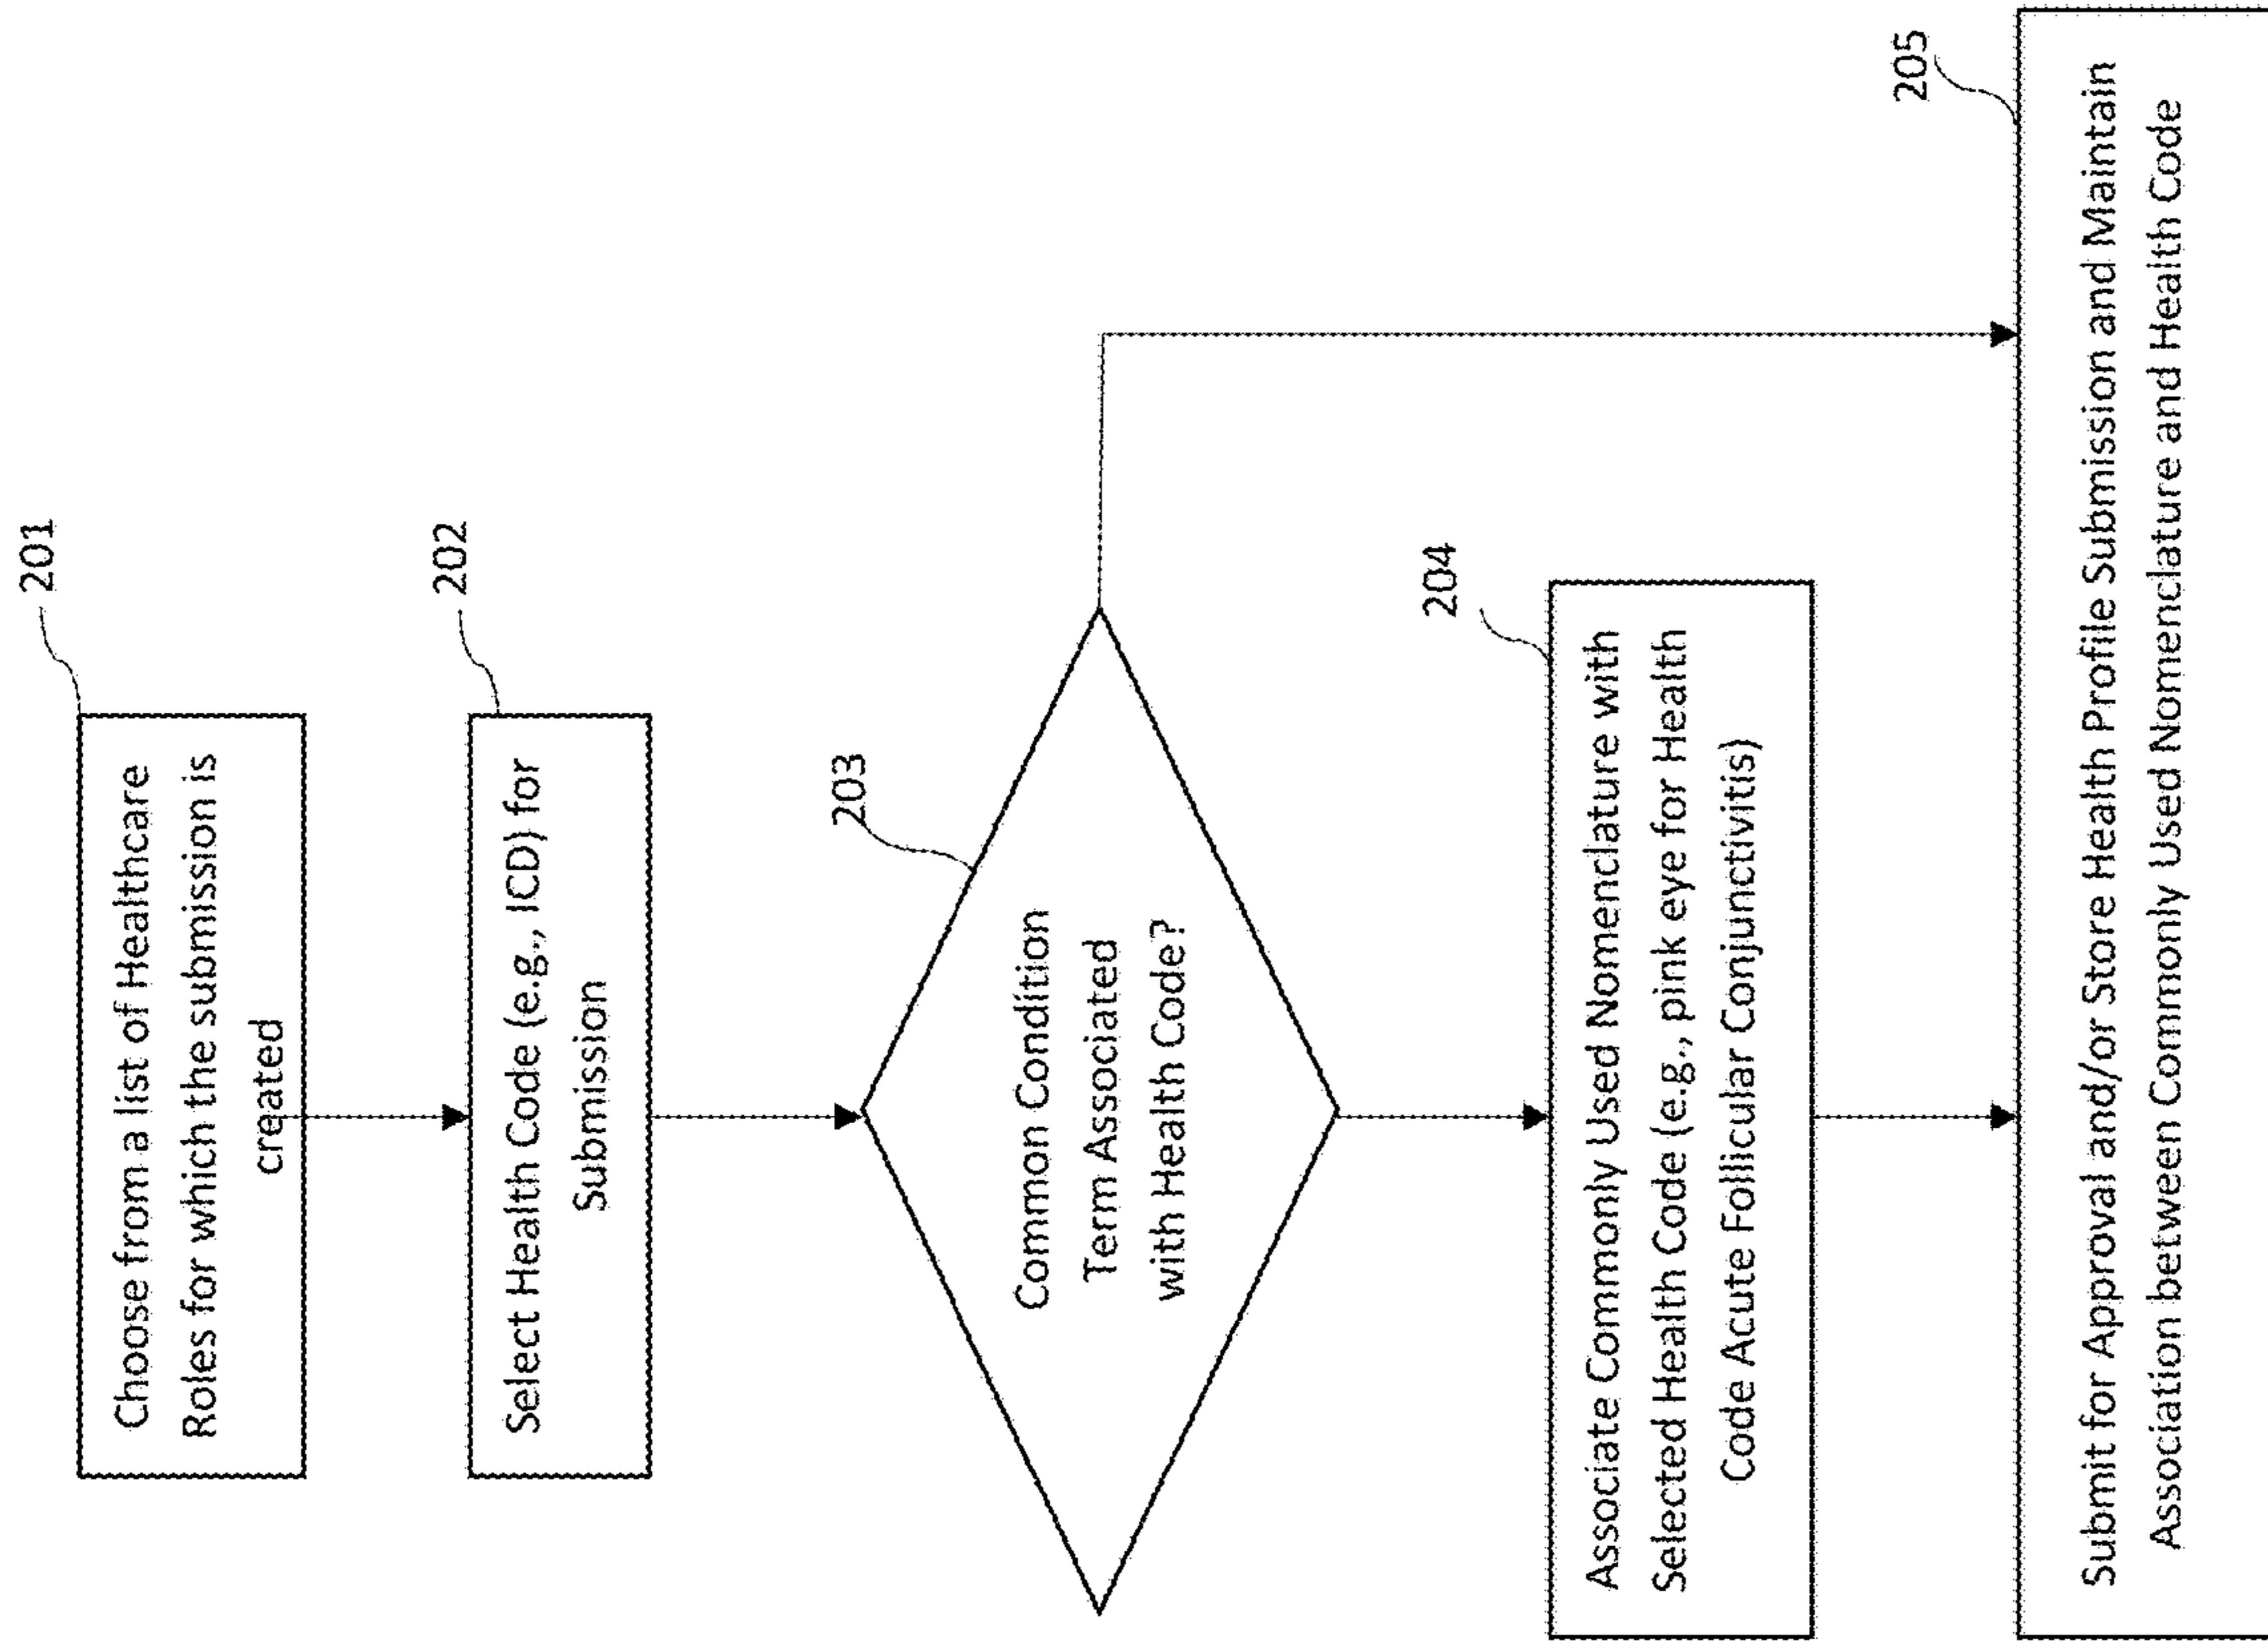 201
Choose from a list of Healthcare
Roles for which the submission is
created
202
Select Health Code (e.g., ICD) for
Submission
203
Common Condition
Term Associated
with Health Code?
204
Associate Commonly Used Nomenclature with
Selected Health Code (e.g., pink eye for Health
Code Acute Follicular Conjunctivitis)
205
Submit for Approval and/or Store Health Profile Submission and Maintain
Association between Commonly Used Nomenclature and Health Code